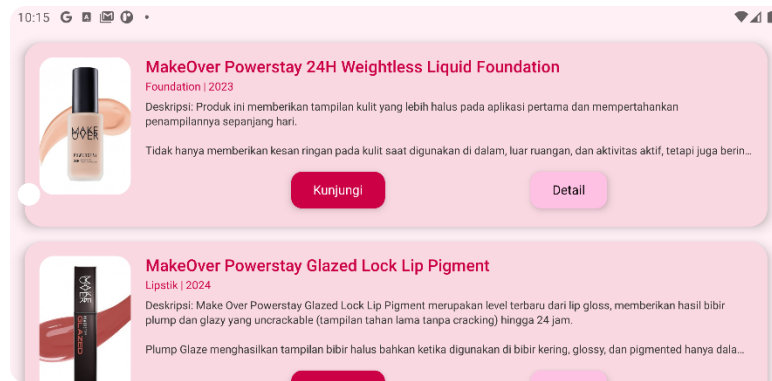 10:15
MakeOver Powerstay 24H Weightless Liquid Foundation
Foundation | 2023
Deskripsi: Produk ini memberikan tampilan kulit yang lebih halus pada aplikasi pertama dan mempertahankan
penampilannya sepanjang hari.
Tidak hanya memberikan kesan ringan pada kulit saat digunakan di dalam, luar ruangan, dan aktivitas aktif, tetapi juga berin...
MAKE
OVER
Kunjungi
Detail
MakeOver Powerstay Glazed Lock Lip Pigment
Lipstik | 2024
Deskripsi: Make Over Powerstay Glazed Lock Lip Pigment merupakan level terbaru dari lip gloss, memberikan hasil bibir
plump dan glazy yang uncrackable (tampilan tahan lama tanpa cracking) hingga 24 jam.
Plump Glaze menghasilkan tampilan bibir halus bahkan ketika digunakan di bibir kering, glossy, dan pigmented hanya dala...
MAKE
OVER
GLAZED